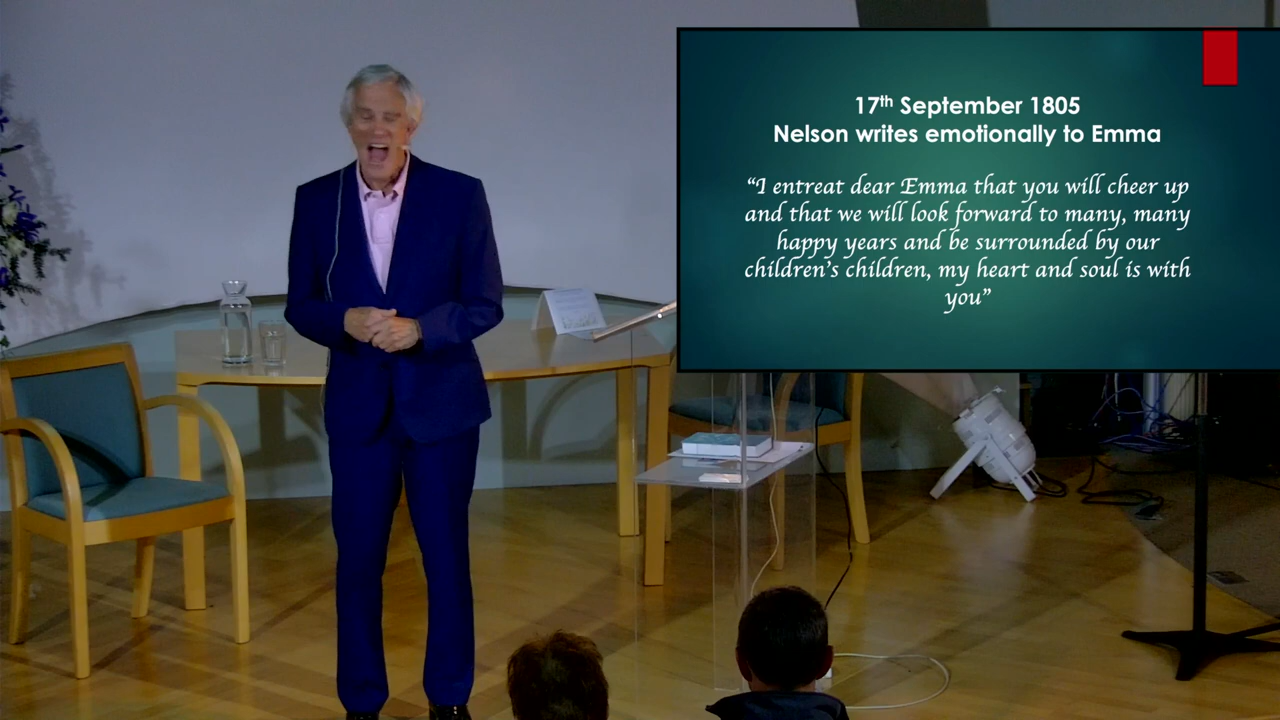 17th September 1805
Nelson writes emotionally to Emma
“I entreat dear Emma that you will cheer up
and that we will look forward to many, many
happy years and be surrounded by our
children’s children, my heart and soul is with
you”